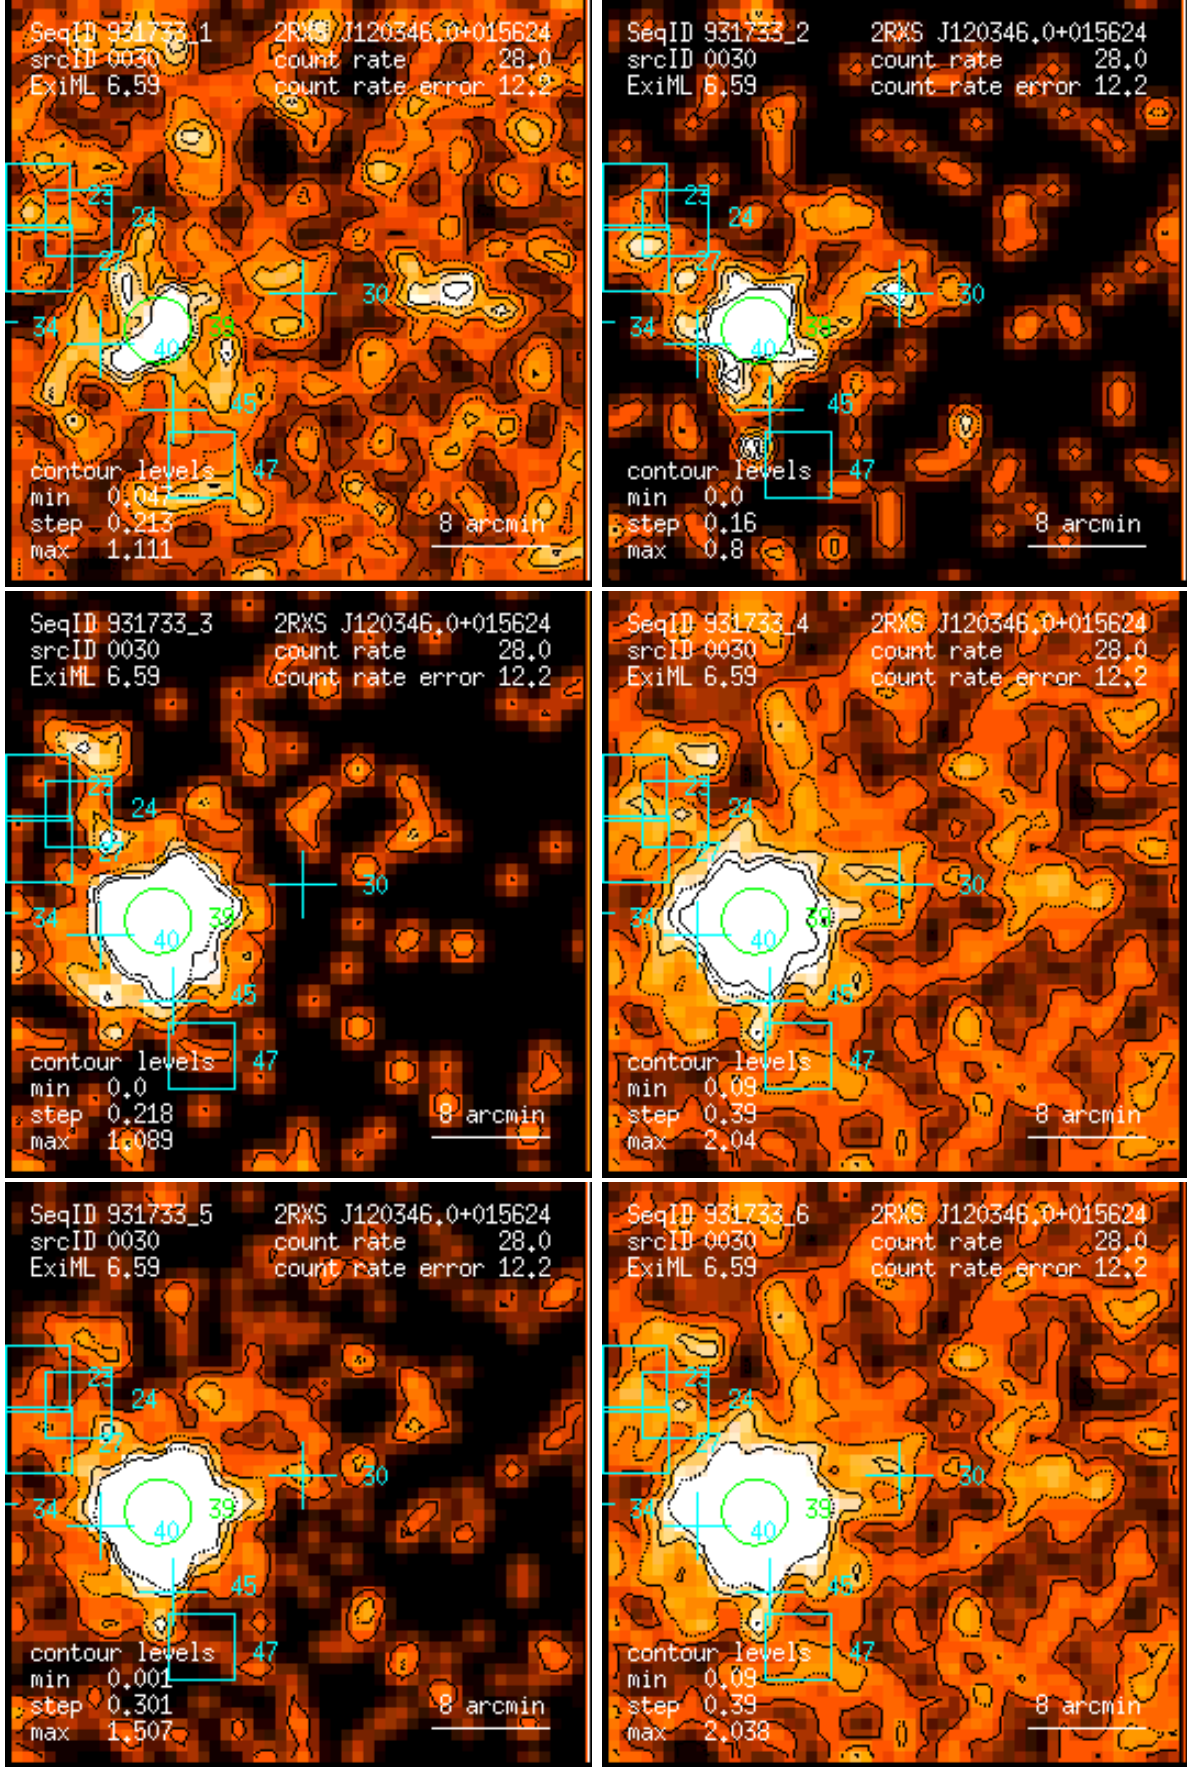 SeqID 931733_1 2RXS J120346.0+015624
srcID 0030 count rate 28.0
ExiML 6.59 count rate error 12.2
23
24
27
30
34
39
40
45
47
contour levels
min 0.047
step 0.213
max 1.111
8 arcmin
SeqID 931733_2 2RXS J120346.0+015624
srcID 0030 count rate 28.0
ExiML 6.59 count rate error 12.2
23
24
27
30
34
39
40
45
47
contour levels
min 0.0
step 0.16
max 0.8
8 arcmin
SeqID 931733_3 2RXS J120346.0+015624
srcID 0030 count rate 28.0
ExiML 6.59 count rate error 12.2
23
24
27
30
34
39
40
45
47
contour levels
min 0.0
step 0.218
max 1.089
8 arcmin
SeqID 931733_4 2RXS J120346.0+015624
srcID 0030 count rate 28.0
ExiML 6.59 count rate error 12.2
23
24
27
30
34
39
40
45
47
contour levels
min 0.09
step 0.39
max 2.04
8 arcmin
SeqID 931733_5 2RXS J120346.0+015624
srcID 0030 count rate 28.0
ExiML 6.59 count rate error 12.2
23
24
27
30
34
39
40
45
47
contour levels
min 0.001
step 0.301
max 1.507
8 arcmin
SeqID 931733_6 2RXS J120346.0+015624
srcID 0030 count rate 28.0
ExiML 6.59 count rate error 12.2
23
24
27
30
34
39
40
45
47
contour levels
min 0.09
step 0.39
max 2.038
8 arcmin